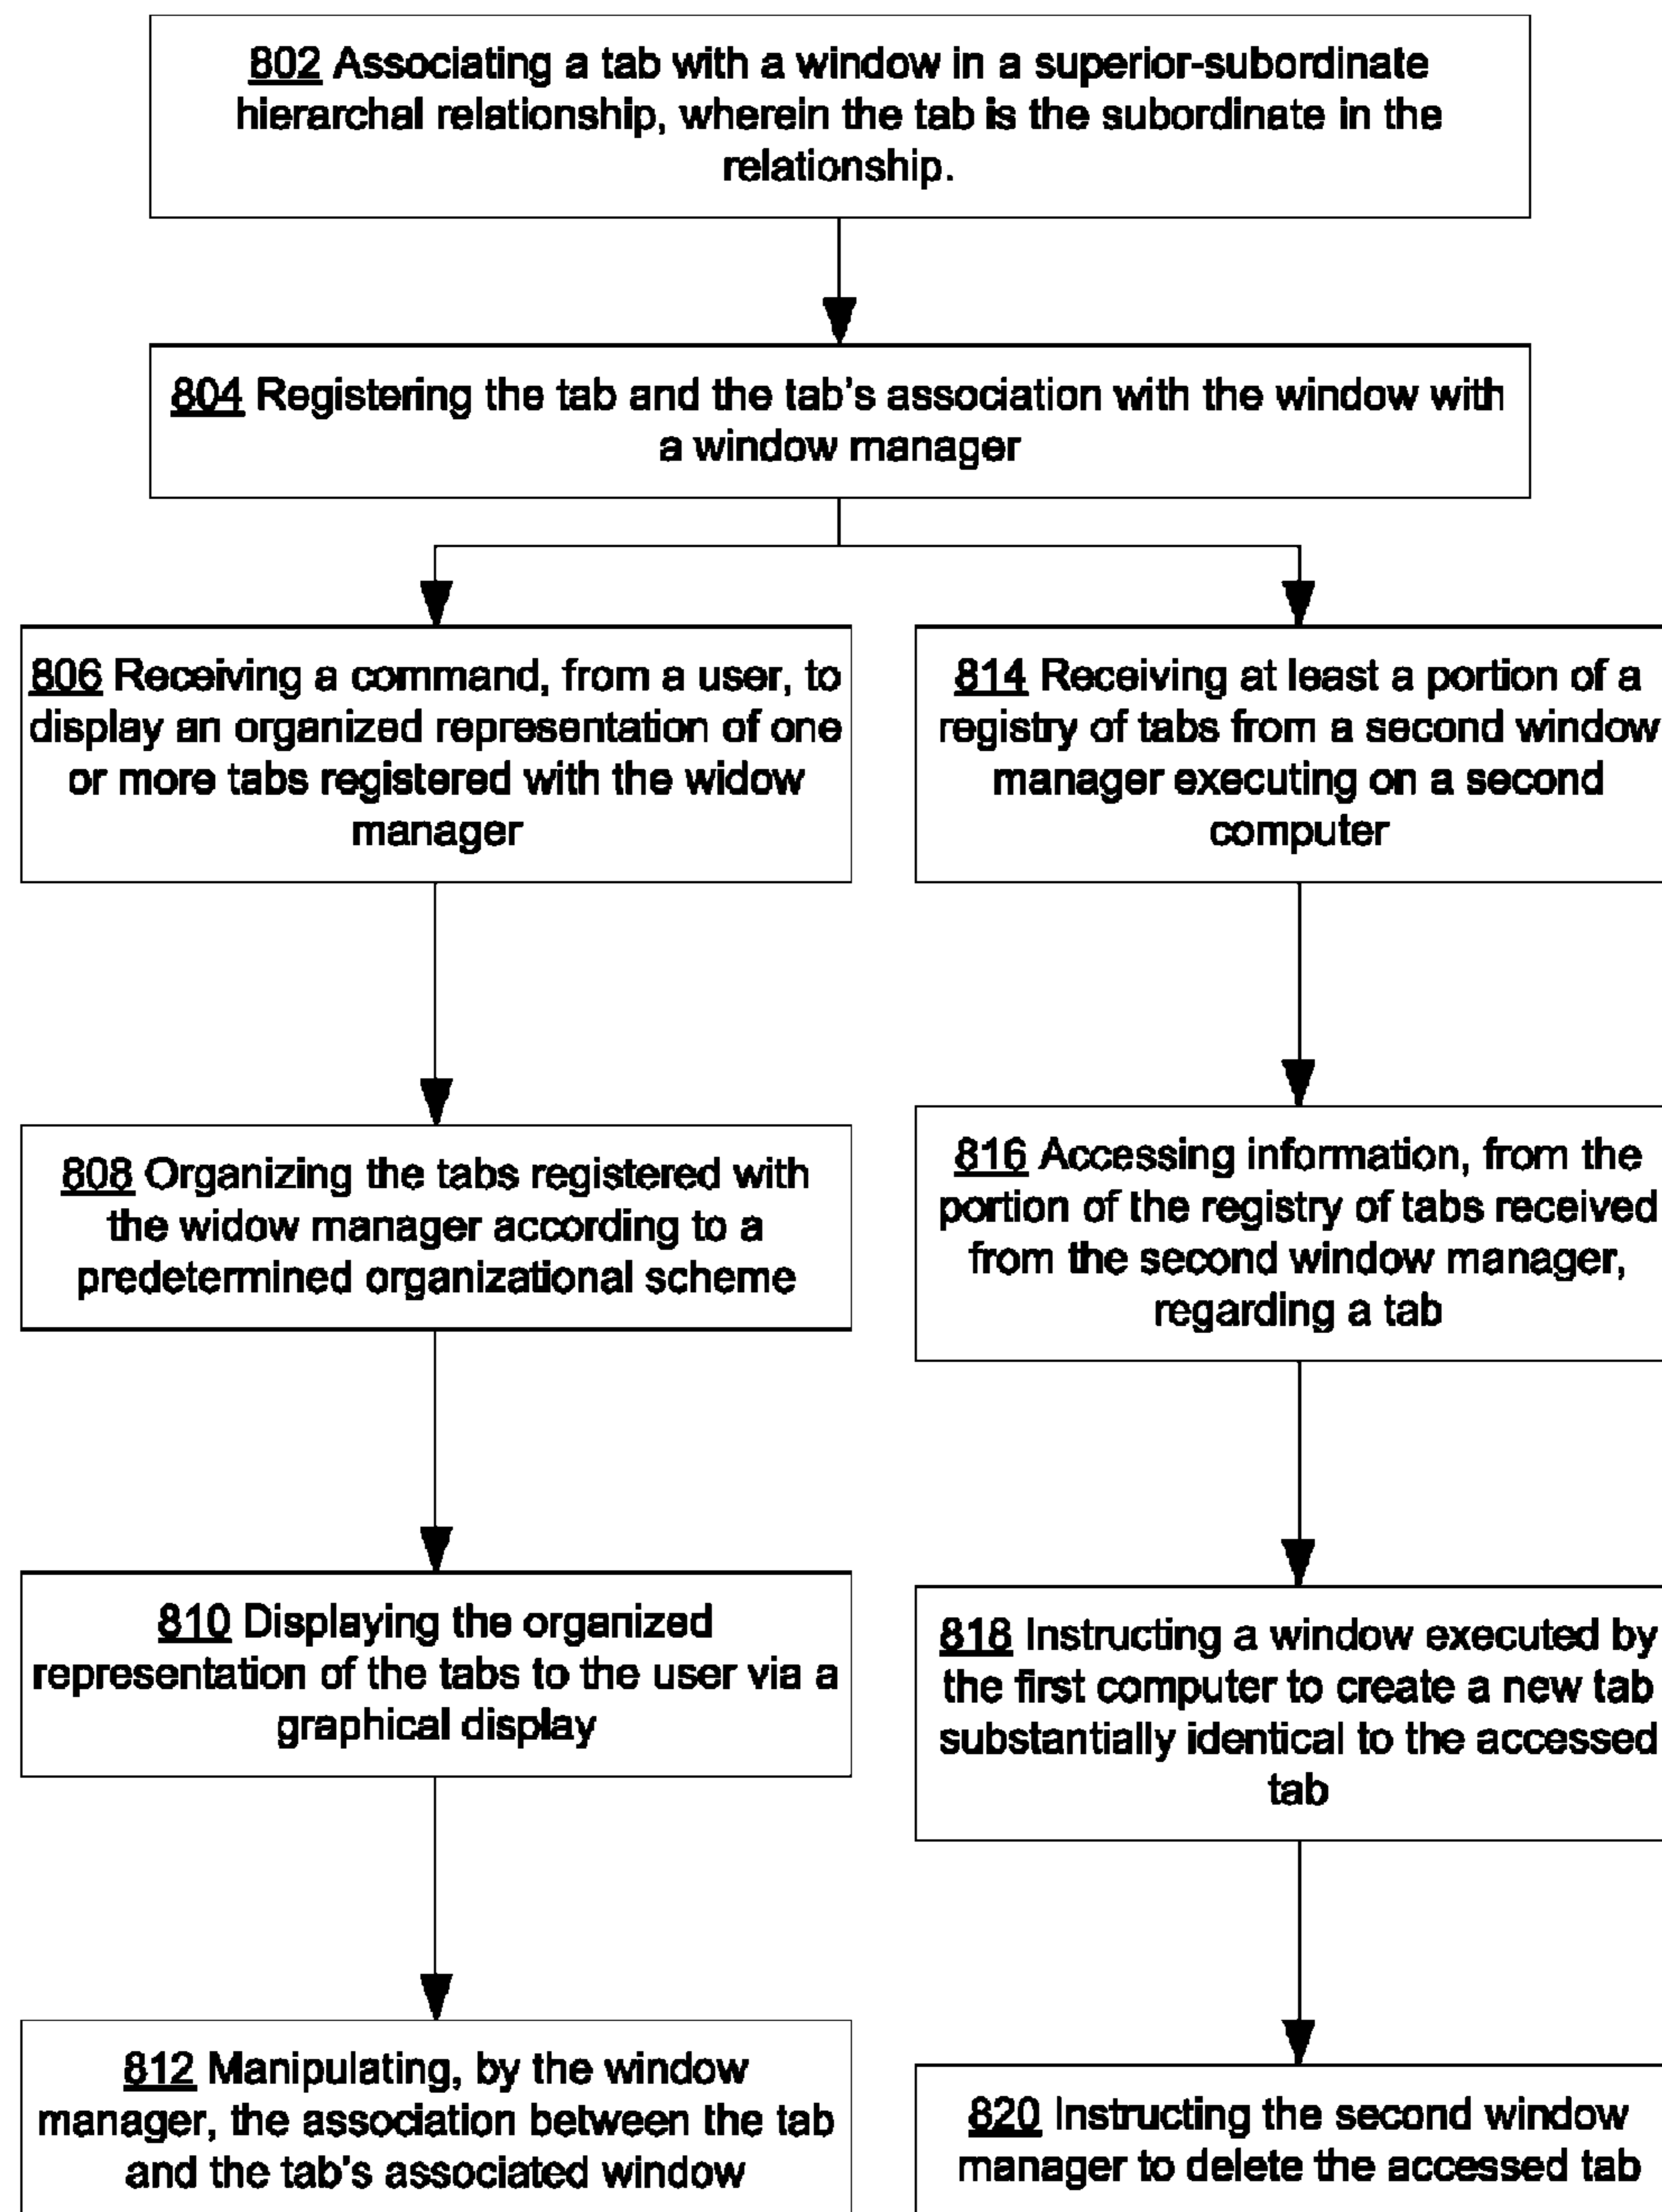 802 Associating a tab with a window in a superior-subordinate
hierarchal relationship, wherein the tab is the subordinate in the
relationship.
804 Registering the tab and the tab's association with the window with
a window manager
806 Receiving a command, from a user, to
display an organized representation of one
or more tabs registered with the widow
manager
808 Organizing the tabs registered with
the widow manager according to a
predetermined organizational scheme
810 Displaying the organized
representation of the tabs to the user via a
graphical display
812 Manipulating, by the window
manager, the association between the tab
and the tab's associated window
814 Receiving at least a portion of a
registry of tabs from a second window
manager executing on a second
computer
816 Accessing information, from the
portion of the registry of tabs received
from the second window manager,
regarding a tab
818 Instructing a window executed by
the first computer to create a new tab
substantially identical to the accessed
tab
820 Instructing the second window
manager to delete the accessed tab